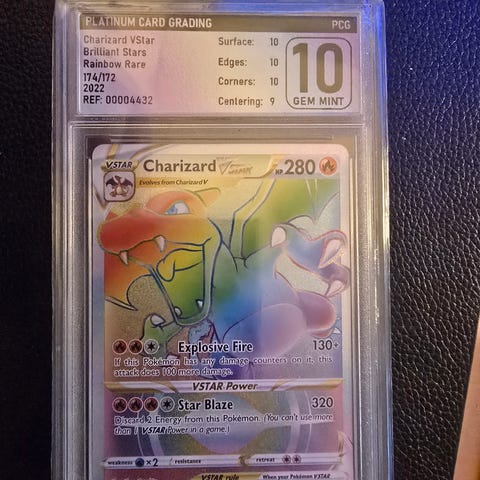 PLATINUM CARD GRADING PCG
Charizard VStar
Brilliant Stars
Rainbow Rare
174/172
2022
REF: 00004432
Surface: 10
Edges: 10
Corners: 10
Centering: 9
10
GEM MINT
VSTAR Charizard VSTAR HP 280
Evolves from Charizard V
Explosive Fire 130+
If this Pokémon has any damage counters on it, this
attack does 100 more damage.
VSTAR Power
Star Blaze 320
Discard 2 Energy from this Pokémon. (You can't use more
than 1 VSTAR Power in a game.)
weakness ×2 resistance retreat
VSTAR rule When your Pokémon VSTAR